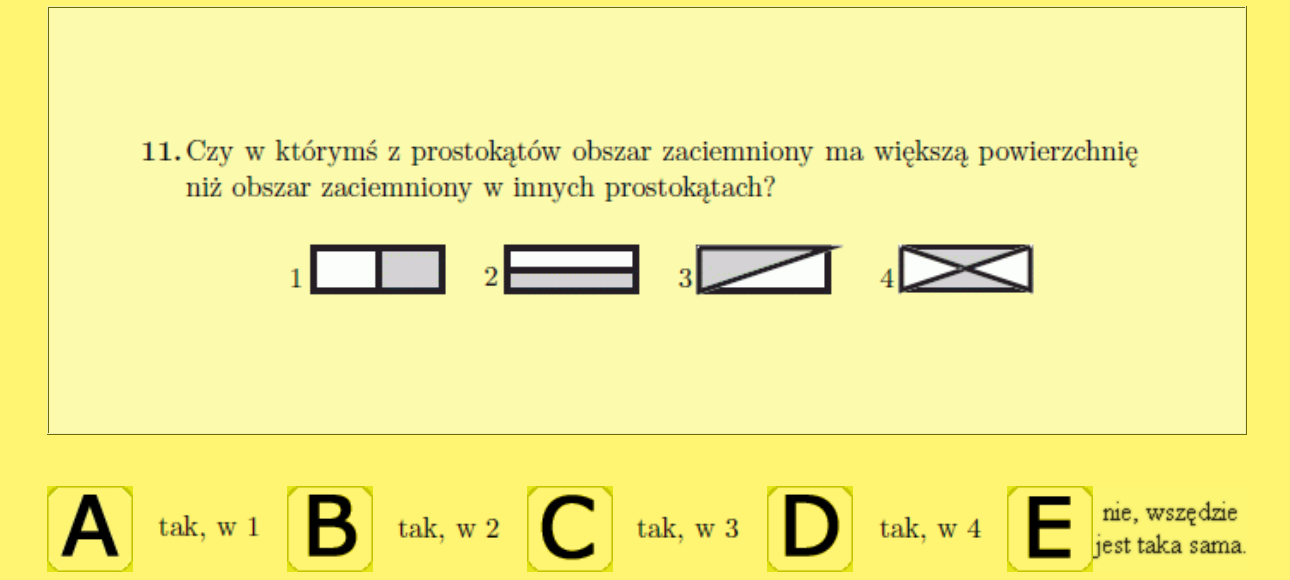 11. Czy w którymś z prostokątów obszar zaciemniony ma większą powierzchnię
niż obszar zaciemniony w innych prostokątach?
1 2 3 4
A tak, w 1 B tak, w 2 C tak, w 3 D tak, w 4 E nie, wszędzie
jest taka sama.